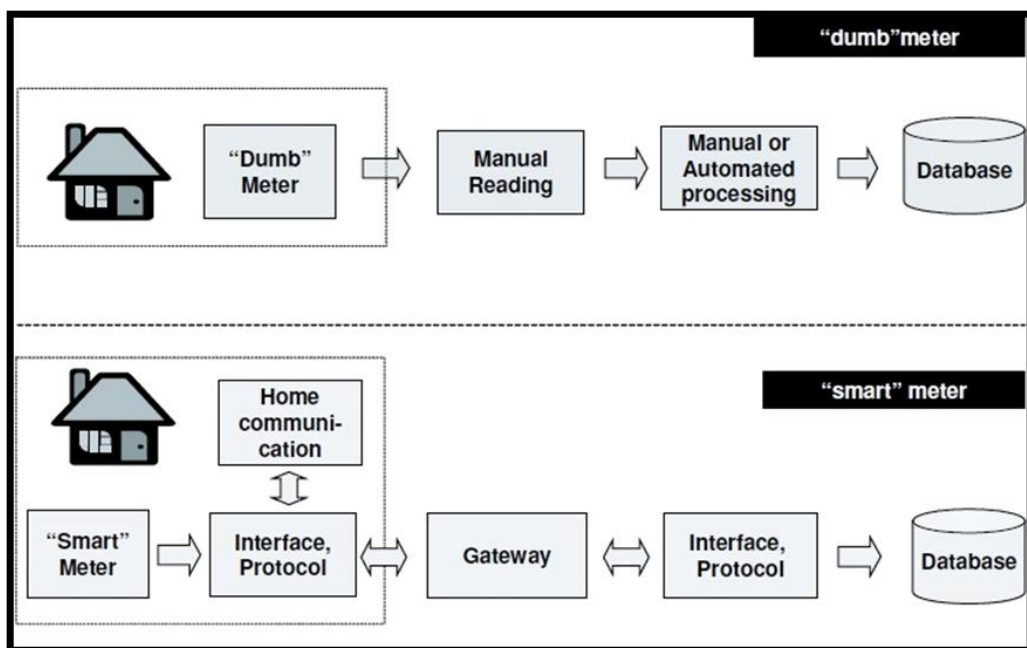 “dumb”meter
“Dumb”
Meter
Manual
Reading
Manual or
Automated
processing
Database
“smart” meter
Home
communi-
cation
“Smart”
Meter
Interface,
Protocol
Gateway
Interface,
Protocol
Database